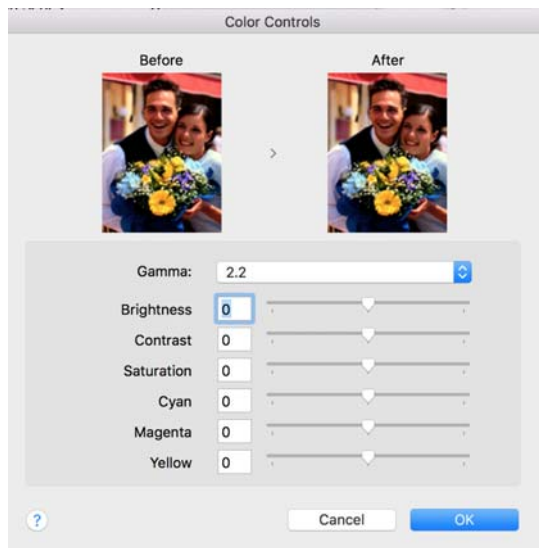 Color Controls
Before After
>
Gamma: 2.2
Brightness 0
Contrast 0
Saturation 0
Cyan 0
Magenta 0
Yellow 0
? Cancel OK